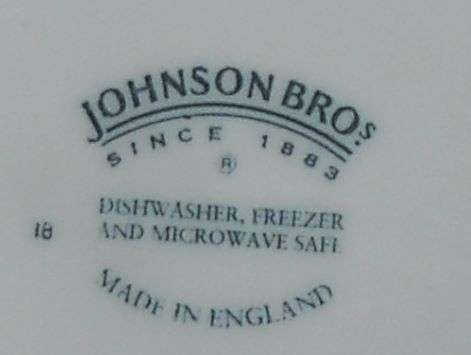 JOHNSON BROS
SINCE 1883
®
DISHWASHER, FREEZER
AND MICROWAVE SAFE
18
MADE IN ENGLAND